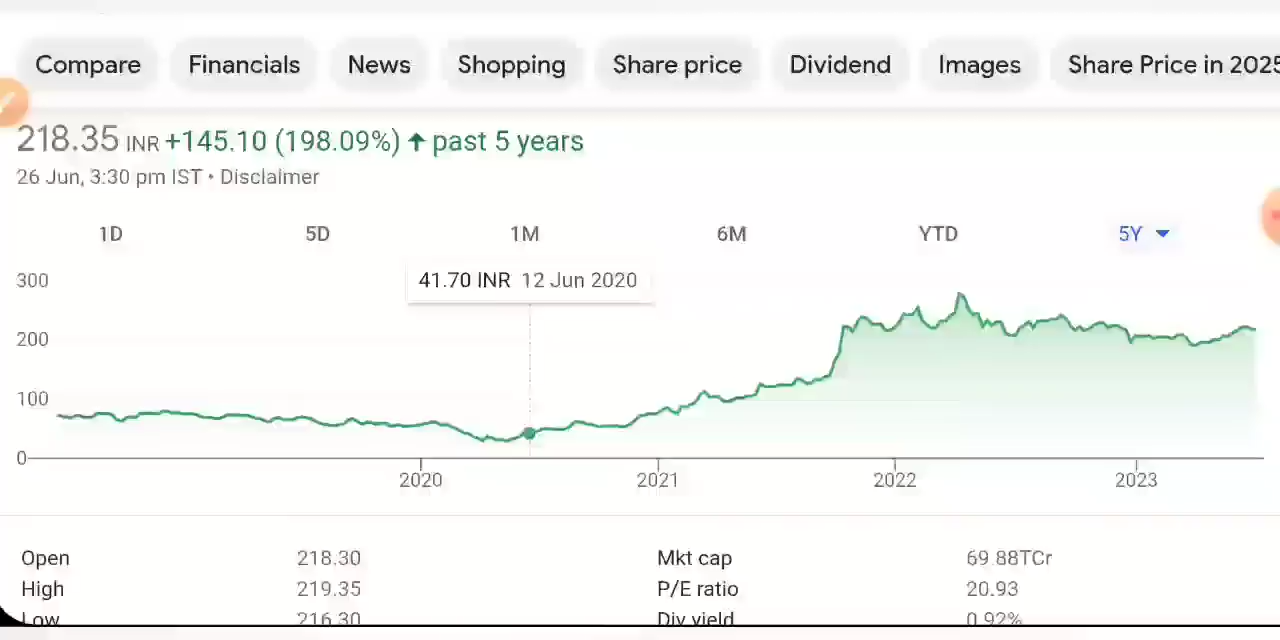 Compare Financials News Shopping Share price Dividend Images Share Price in 2025
218.35 INR +145.10 (198.09%) ↑ past 5 years
26 Jun, 3:30 pm IST • Disclaimer
1D 5D 1M 6M YTD 5Y
41.70 INR 12 Jun 2020
300
200
100
0
2020 2021 2022 2023
Open 218.30 Mkt cap 69.88TCr
High 219.35 P/E ratio 20.93
Low 216.30 Div yield 0.92%